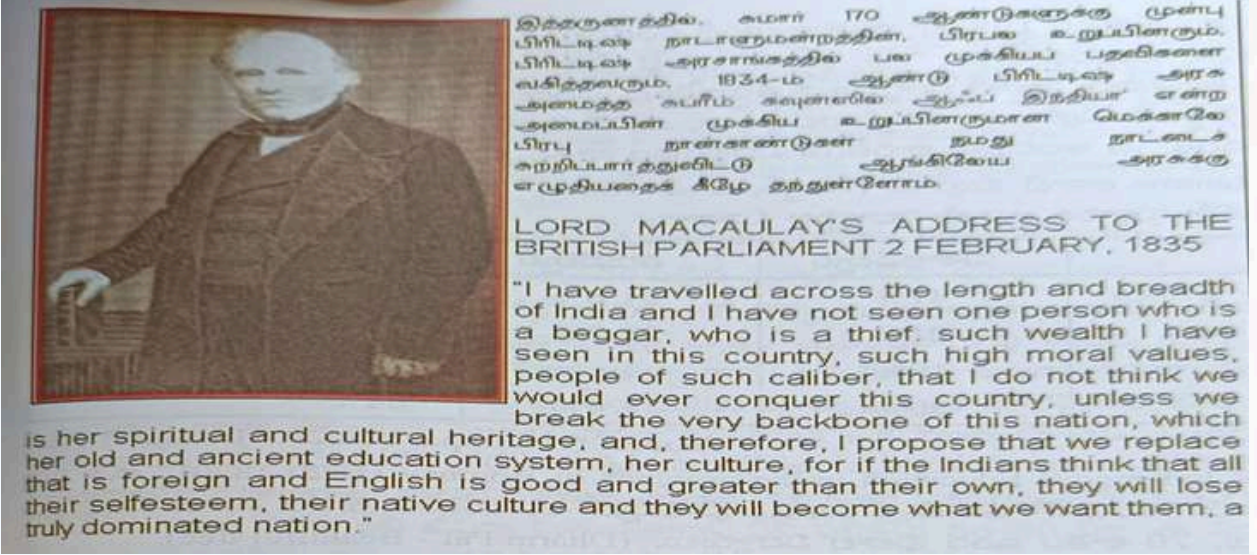 இத்தருணத்தில், சுமார் 170 ஆண்டுகளுக்கு முன்பு
பிரிட்டிஷ் நாடாளுமன்றத்தின், பிரபல உறுப்பினரும்,
பிரிட்டிஷ் அரசாங்கத்தில் பல முக்கியப் பதவிகளை
வகித்தவரும், 1834-ம் ஆண்டு பிரிட்டிஷ் அரசு
அமைத்த 'சுப்ரீம் கவுன்ஸில் ஆஃப் இந்தியா' என்ற
அமைப்பின் முக்கிய உறுப்பினருமான மெக்காலே
பிரபு நான்காண்டுகள் நமது நாட்டைச்
சுற்றிப்பார்த்துவிட்டு ஆங்கிலேய அரசுக்கு
எழுதியதைக் கீழே தந்துள்ளோம்.
LORD MACAULAY'S ADDRESS TO THE
BRITISH PARLIAMENT 2 FEBRUARY, 1835
"I have travelled across the length and breadth
of India and I have not seen one person who is
a beggar, who is a thief. such wealth I have
seen in this country, such high moral values,
people of such caliber, that I do not think we
would ever conquer this country, unless we
break the very backbone of this nation, which
is her spiritual and cultural heritage, and, therefore, I propose that we replace
her old and ancient education system, her culture, for if the Indians think that all
that is foreign and English is good and greater than their own, they will lose
their selfesteem, their native culture and they will become what we want them, a
truly dominated nation."